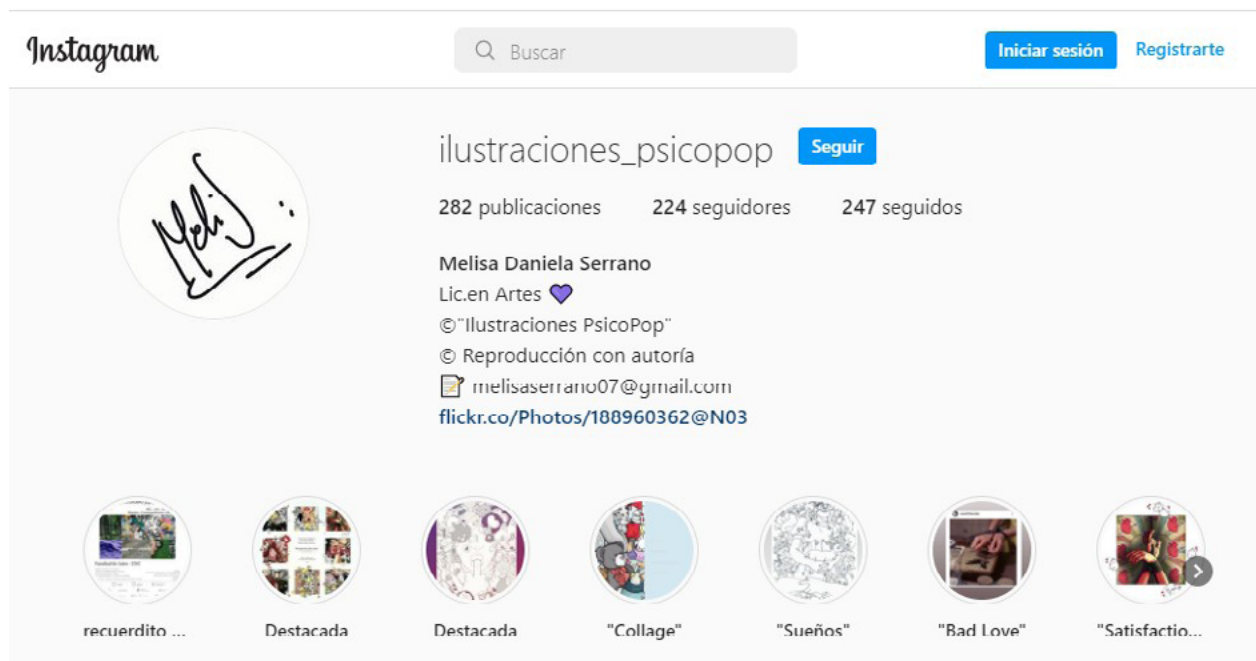 Instagram
Buscar
Iniciar sesión
Registrarte
Meli
ilustraciones_psicopop
Seguir
282 publicaciones 224 seguidores 247 seguidos
Melisa Daniela Serrano
Lic.en Artes 💜
©¨Ilustraciones PsicoPop¨
© Reproducción con autoría
📝 melisaserrano07@gmail.com
flickr.co/Photos/188960362@N03
recuerdito ... Destacada Destacada "Collage" "Sueños" "Bad Love" "Satisfactio...